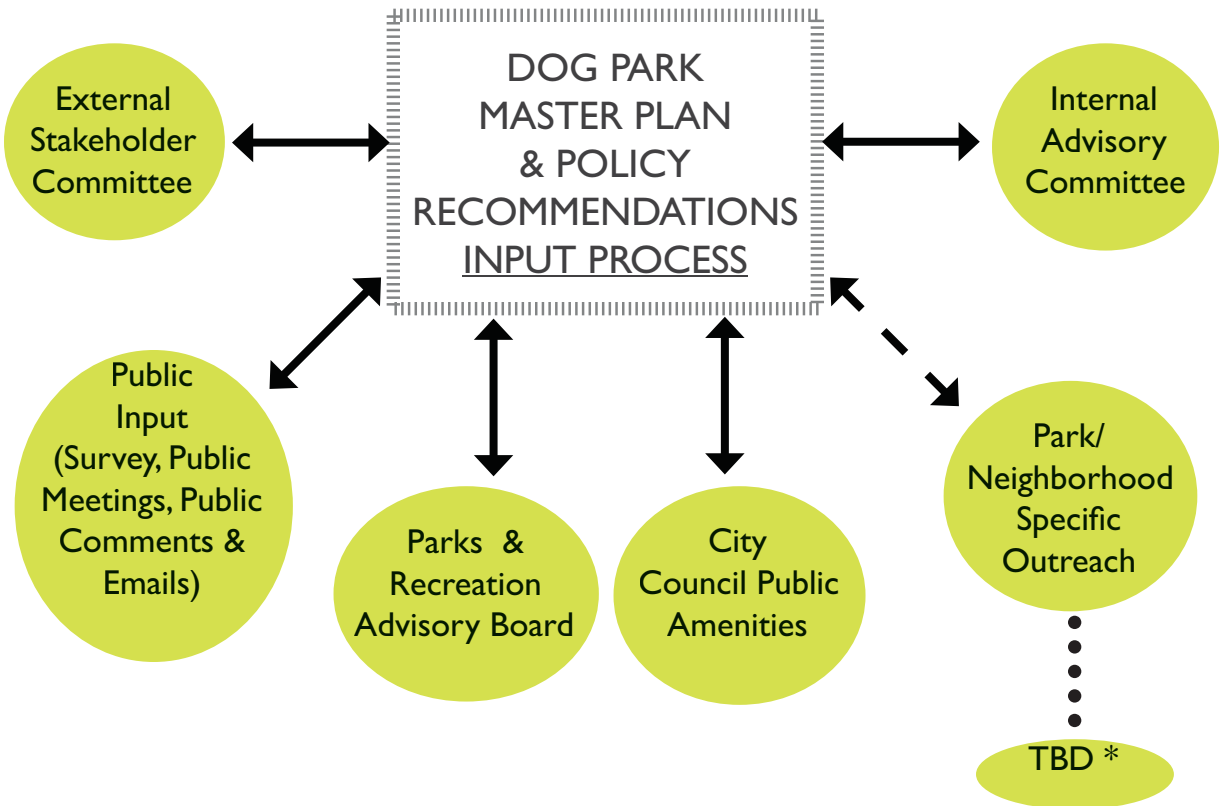 DOG PARK
MASTER PLAN
& POLICY
RECOMMENDATIONS
INPUT PROCESS
External
Stakeholder
Committee
Internal
Advisory
Committee
Public
Input
(Survey, Public
Meetings, Public
Comments &
Emails)
Parks & 
Recreation
Advisory Board
City
Council Public
Amenities
Park/
Neighborhood
Specific
Outreach
TBD *